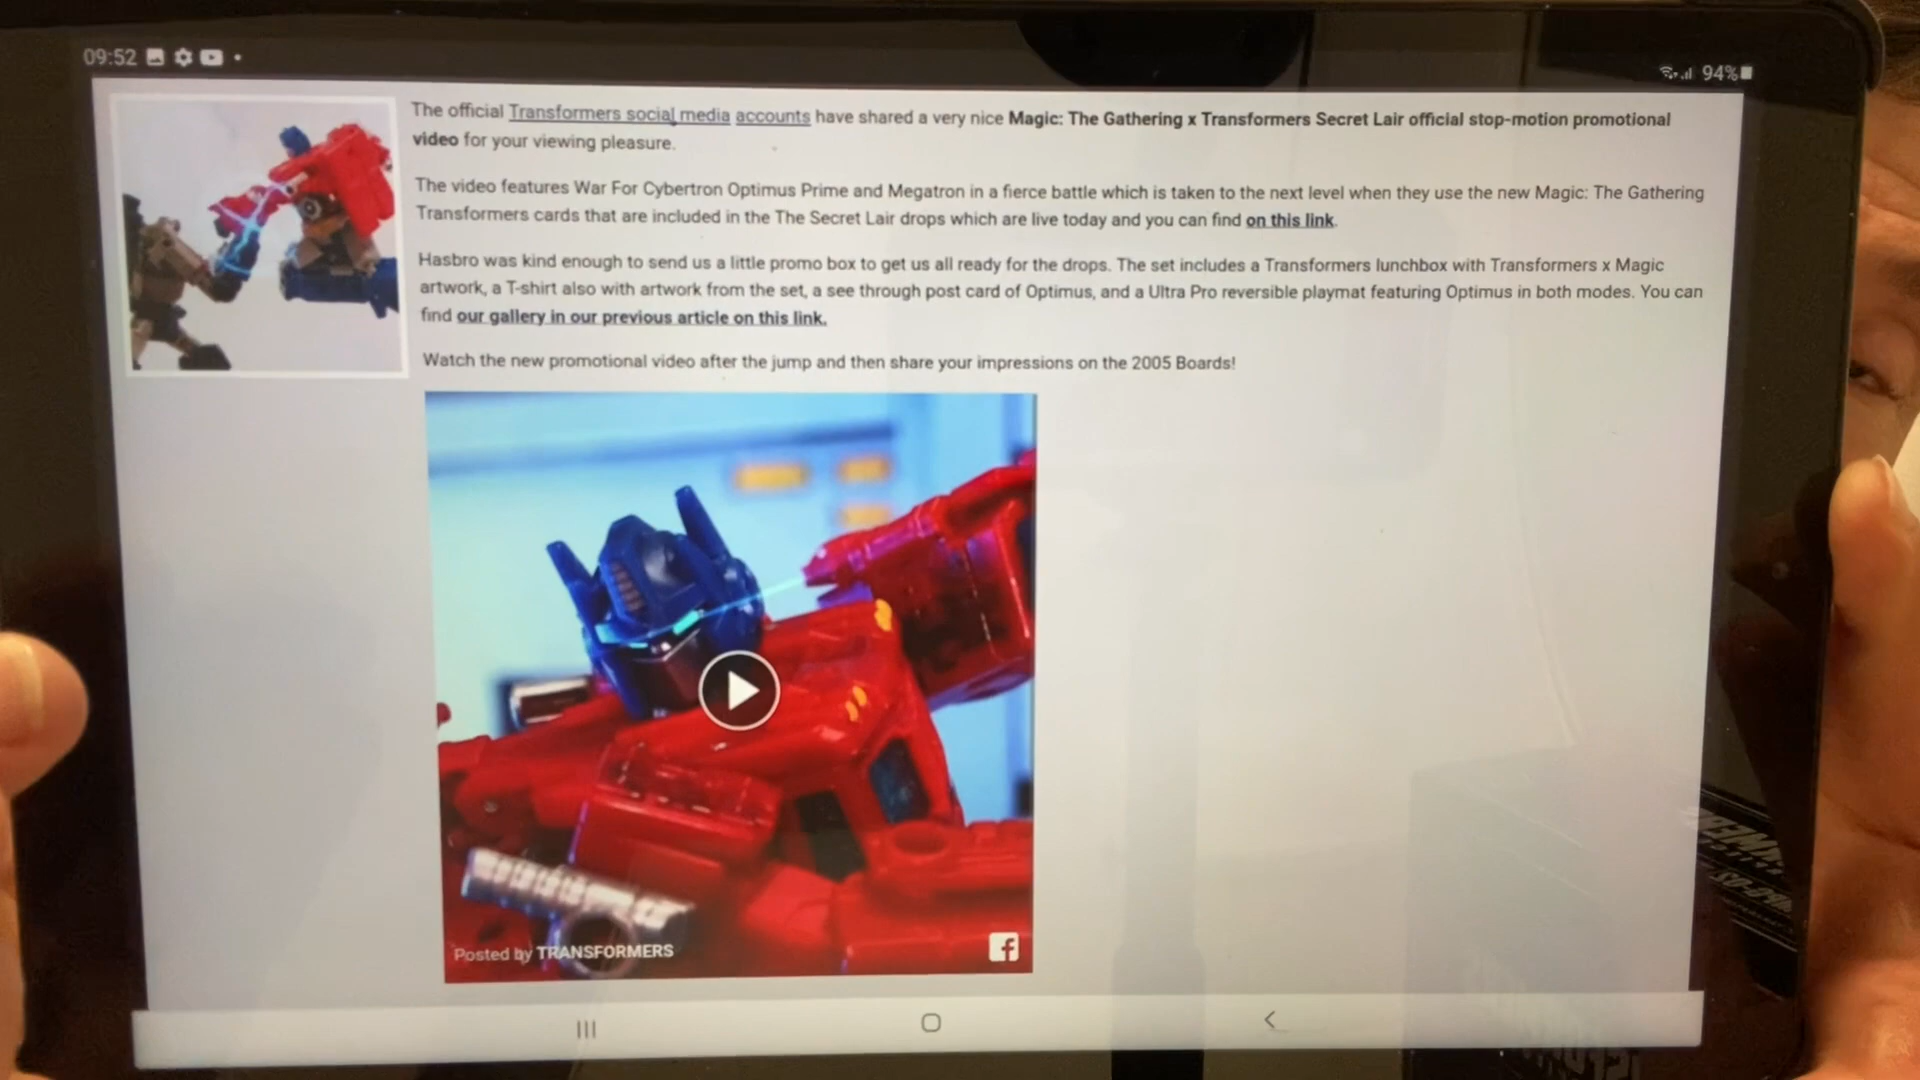 09:52
94%
The official Transformers social media accounts have shared a very nice Magic: The Gathering x Transformers Secret Lair official stop-motion promotional
video for your viewing pleasure.
The video features War For Cybertron Optimus Prime and Megatron in a fierce battle which is taken to the next level when they use the new Magic: The Gathering
Transformers cards that are included in the The Secret Lair drops which are live today and you can find on this link.
Hasbro was kind enough to send us a little promo box to get us all ready for the drops. The set includes a Transformers lunchbox with Transformers x Magic
artwork, a T-shirt also with artwork from the set, a see through post card of Optimus, and a Ultra Pro reversible playmat featuring Optimus in both modes. You can
find our gallery in our previous article on this link.
Watch the new promotional video after the jump and then share your impressions on the 2005 Boards!
Posted by TRANSFORMERS